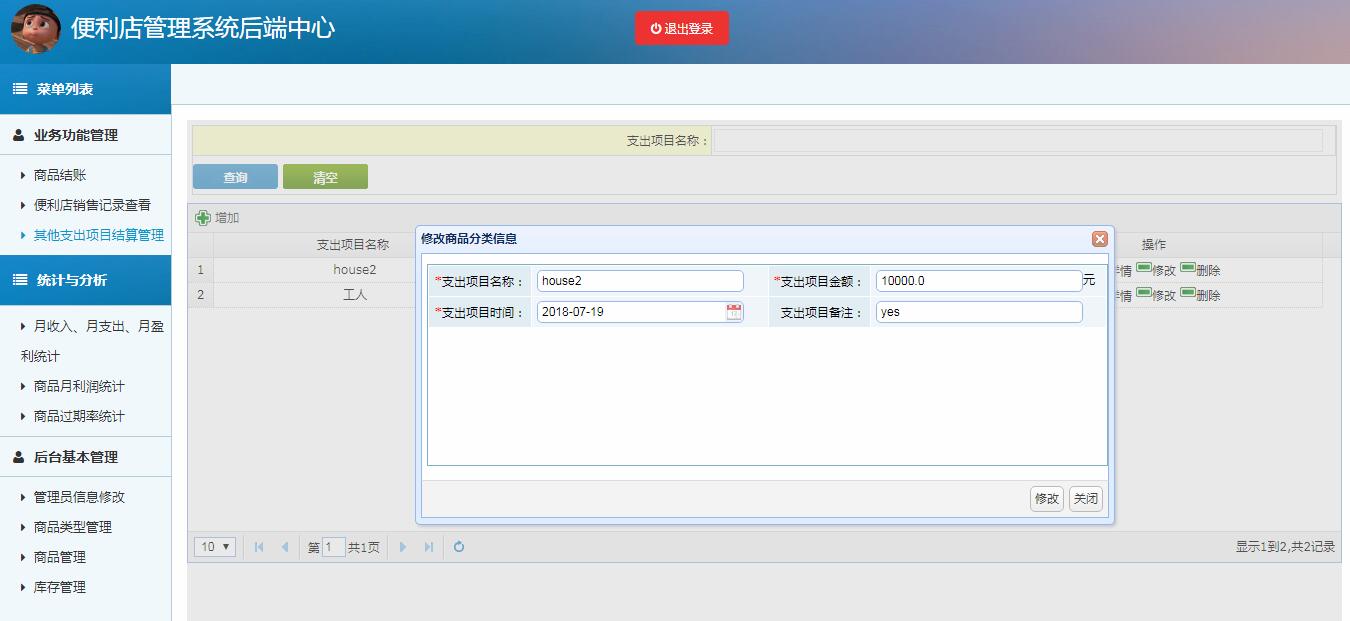 便利店管理系统后端中心
退出登录
菜单列表
业务功能管理
商品结账
便利店销售记录查看
其他支出项目结算管理
统计与分析
月收入、月支出、月盈
利统计
商品月利润统计
商品过期率统计
后台基本管理
管理员信息修改
商品类型管理
商品管理
库存管理
支出项目名称：
查询 清空
增加
支出项目名称 操作
1 house2 情 修改 删除
2 工人 情 修改 删除
修改商品分类信息
*支出项目名称： house2 *支出项目金额： 10000.0 元
*支出项目时间： 2018-07-19 支出项目备注： yes
修改 关闭
10 第 1 共1页 显示1到2,共2记录